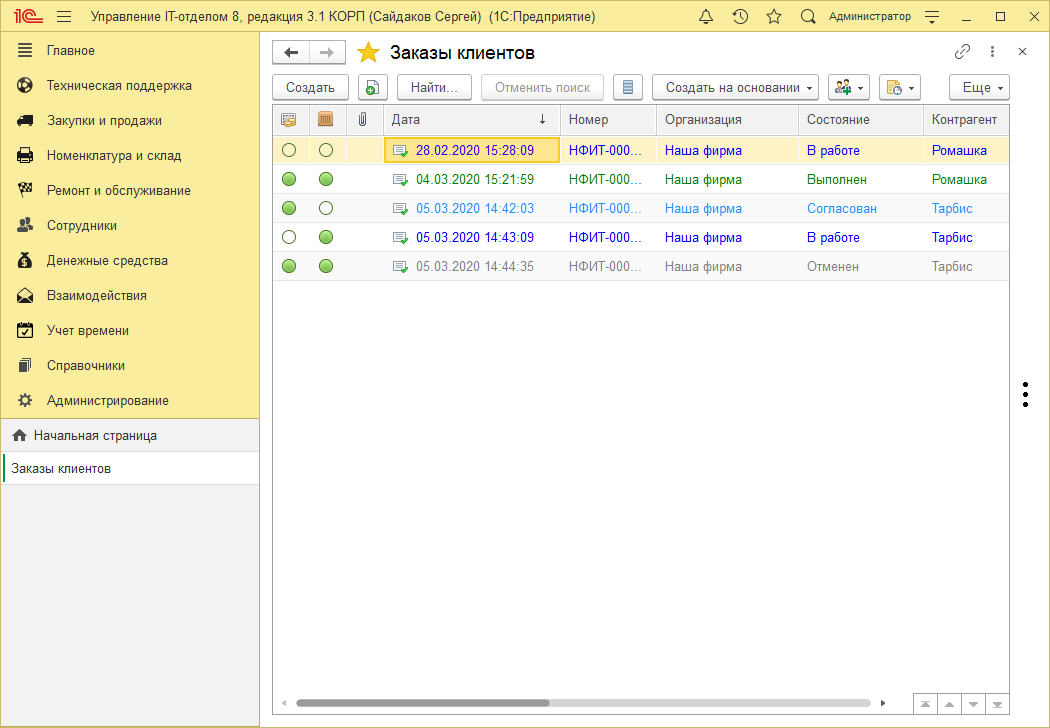 1С Управление IT-отделом 8, редакция 3.1 КОРП (Сайдаков Сергей) (1С:Предприятие) Администратор
Главное
Техническая поддержка
Закупки и продажи
Номенклатура и склад
Ремонт и обслуживание
Сотрудники
Денежные средства
Взаимодействия
Учет времени
Справочники
Администрирование
Начальная страница
Заказы клиентов
Заказы клиентов
Создать Найти... Отменить поиск Создать на основании Еще
Дата Номер Организация Состояние Контрагент
28.02.2020 15:28:09 НФИТ-000... Наша фирма В работе Ромашка
04.03.2020 15:21:59 НФИТ-000... Наша фирма Выполнен Ромашка
05.03.2020 14:42:03 НФИТ-000... Наша фирма Согласован Тарбис
05.03.2020 14:43:09 НФИТ-000... Наша фирма В работе Тарбис
05.03.2020 14:44:35 НФИТ-000... Наша фирма Отменен Тарбис